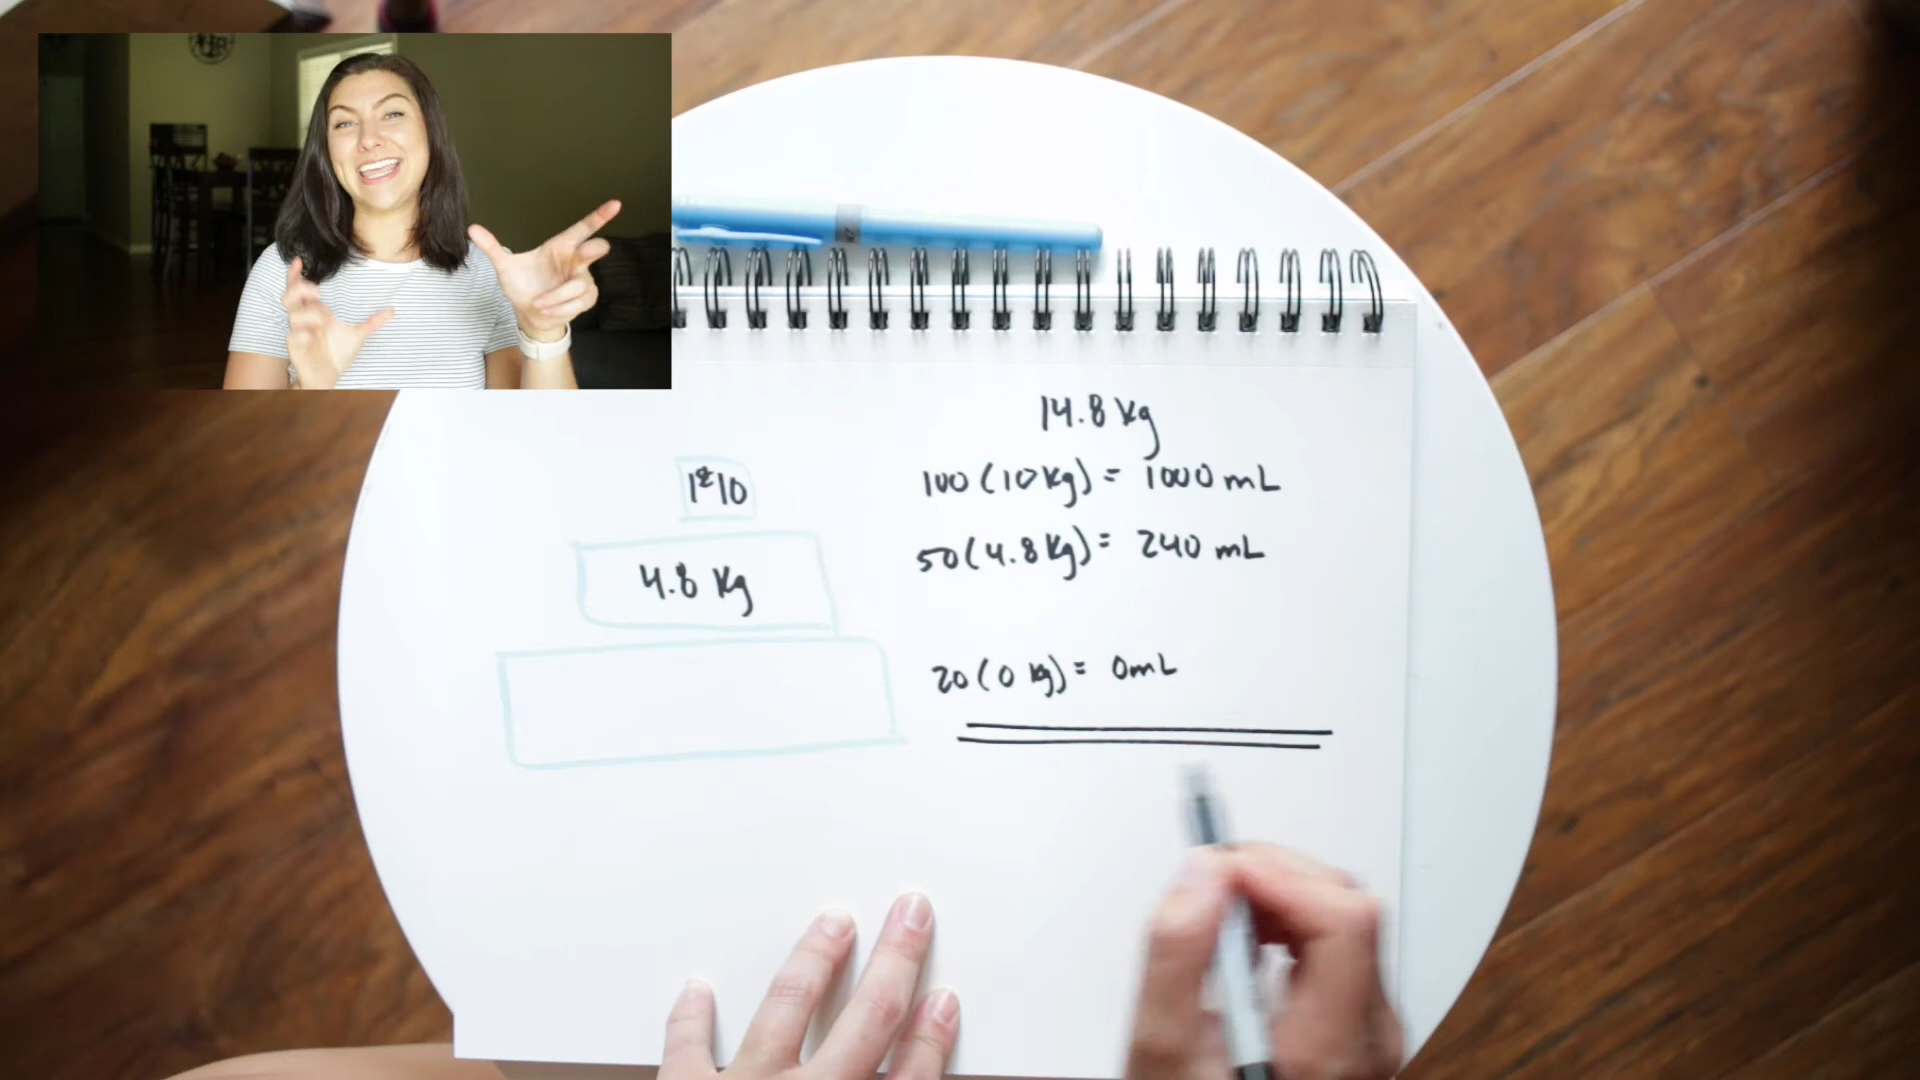 14.8 kg
1st 10
100 (10 kg) = 1000 mL
4.8 kg
50 (4.8 kg) = 240 mL
20 (0 kg) = 0 mL